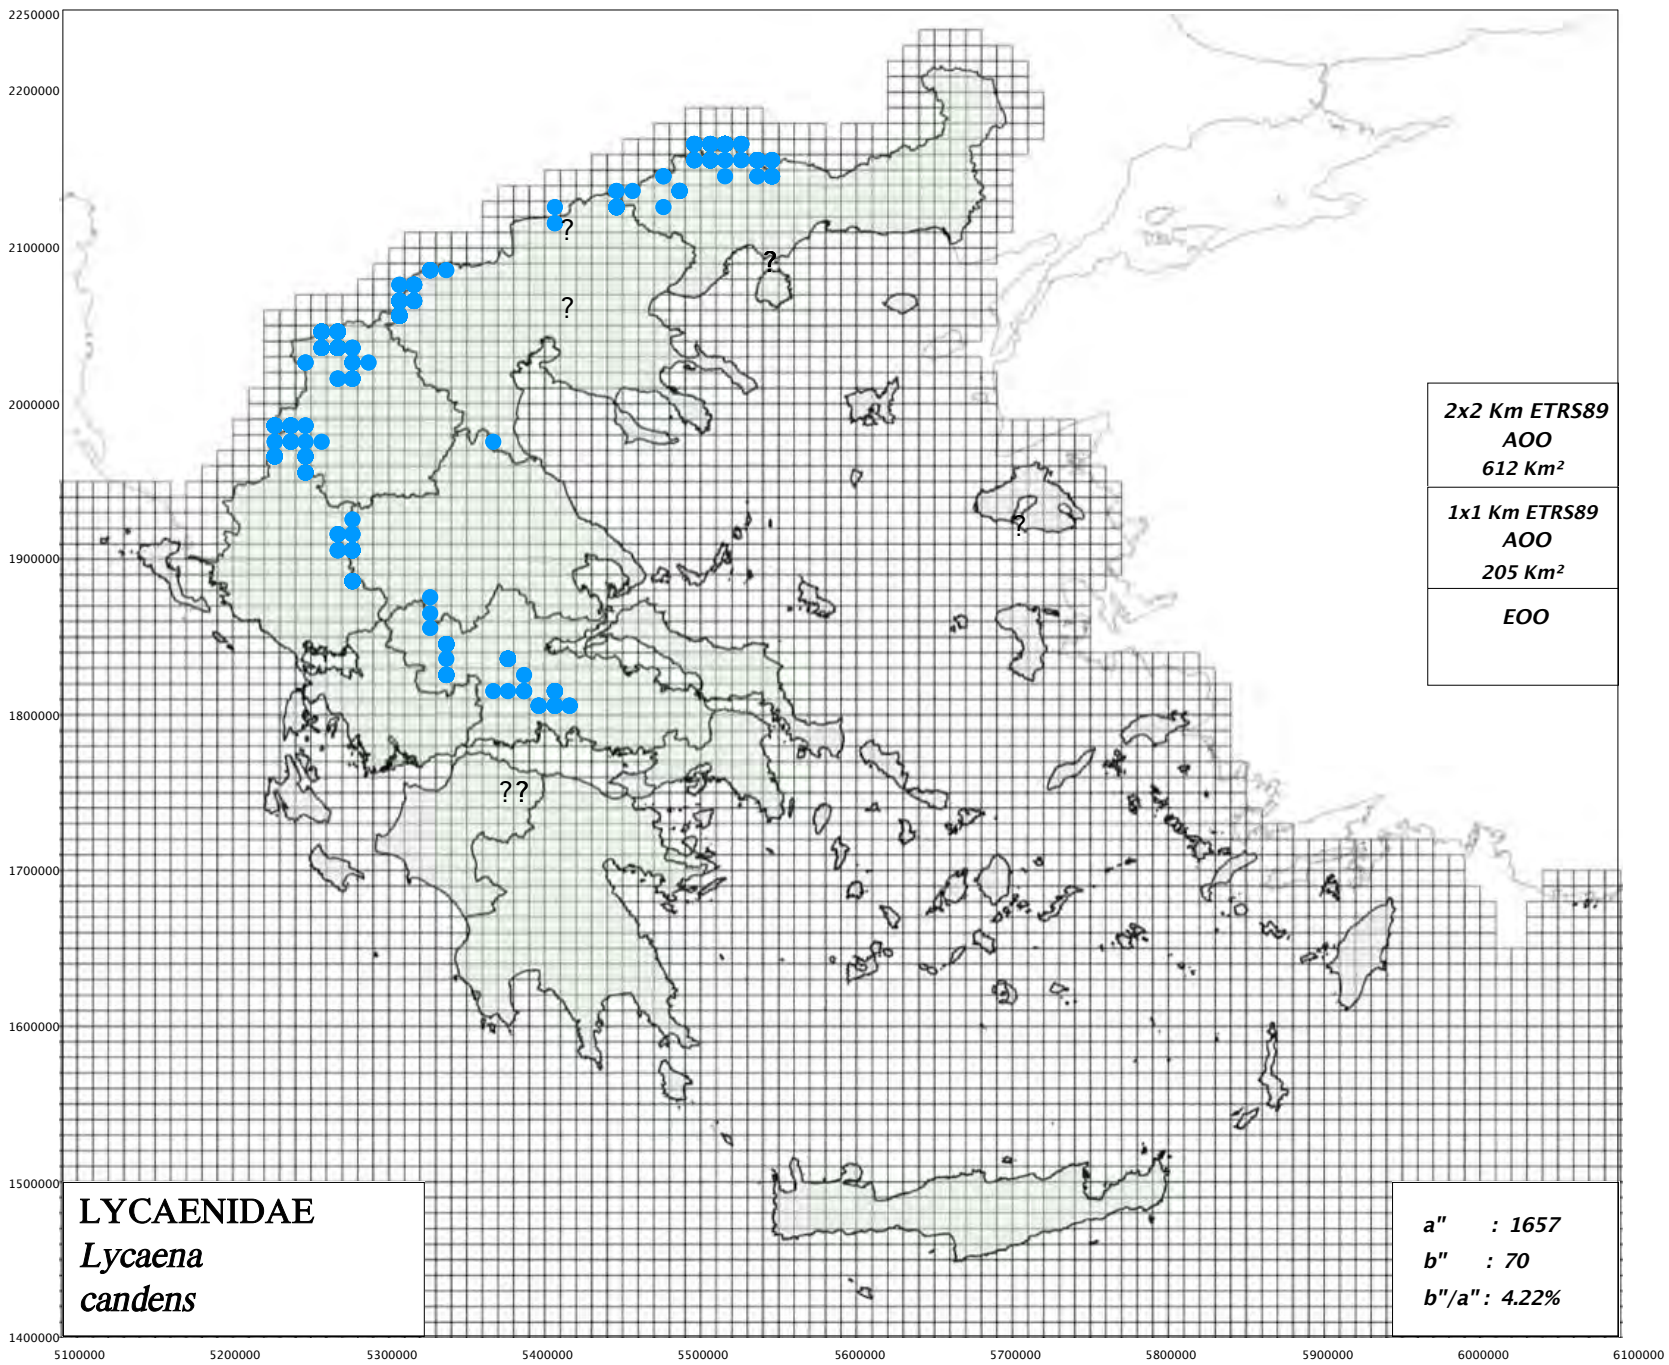 2250000
2200000
2100000
2000000
1900000
1800000
1700000
1600000
1500000
1400000
5100000 5200000 5300000 5400000 5500000 5600000 5700000 5800000 5900000 6000000 6100000
?
?
?
?
??
2x2 Km ETRS89
AOO
612 Km²
1x1 Km ETRS89
AOO
205 Km²
EOO
LYCAENIDAE
Lycaena
candens
a" : 1657
b" : 70
b"/a" : 4.22%